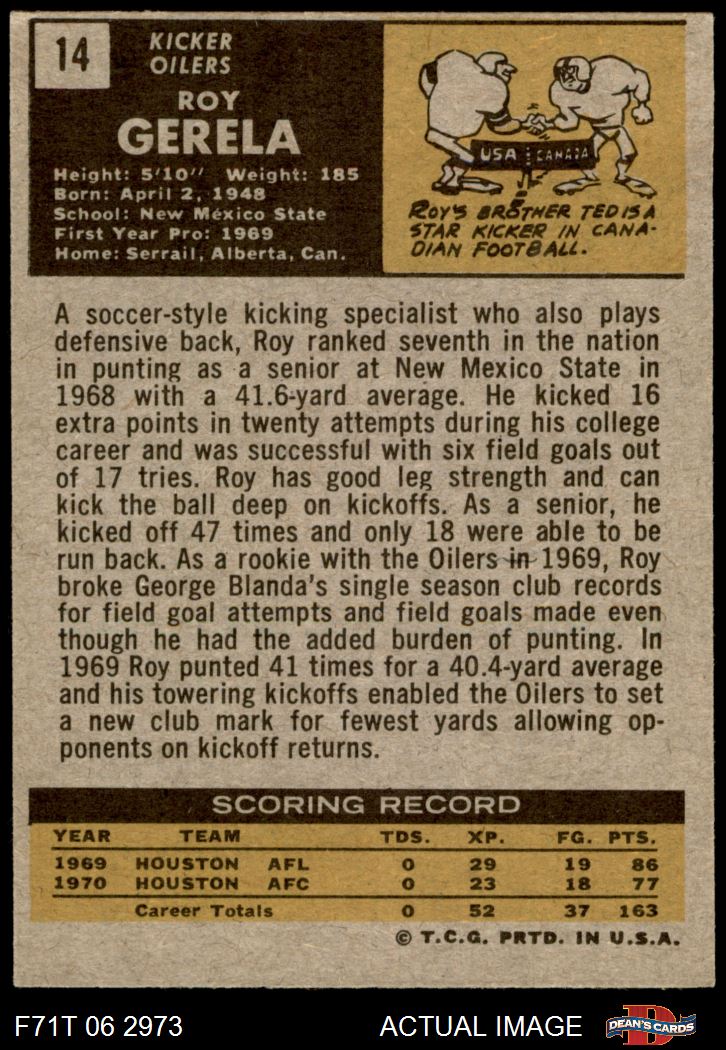 14
KICKER
OILERS
ROY
GERELA
Height: 5'10" Weight: 185
Born: April 2, 1948
School: New Mexico State
First Year Pro: 1969
Home: Serrail, Alberta, Can.
USA CANADA
ROY'S BROTHER TED IS A
STAR KICKER IN CANA-
DIAN FOOTBALL.
A soccer-style kicking specialist who also plays
defensive back, Roy ranked seventh in the nation
in punting as a senior at New Mexico State in
1968 with a 41.6-yard average. He kicked 16
extra points in twenty attempts during his college
career and was successful with six field goals out
of 17 tries. Roy has good leg strength and can
kick the ball deep on kickoffs. As a senior, he
kicked off 47 times and only 18 were able to be
run back. As a rookie with the Oilers in 1969, Roy
broke George Blanda's single season club records
for field goal attempts and field goals made even
though he had the added burden of punting. In
1969 Roy punted 41 times for a 40.4-yard average
and his towering kickoffs enabled the Oilers to set
a new club mark for fewest yards allowing op-
ponents on kickoff returns.
SCORING RECORD
YEAR TEAM TDS. XP. FG. PTS.
1969 HOUSTON AFL 0 29 19 86
1970 HOUSTON AFC 0 23 18 77
Career Totals 0 52 37 163
© T.C.G. PRTD. IN U.S.A.
F71T 06 2973 ACTUAL IMAGE
D
DEAN'S CARDS